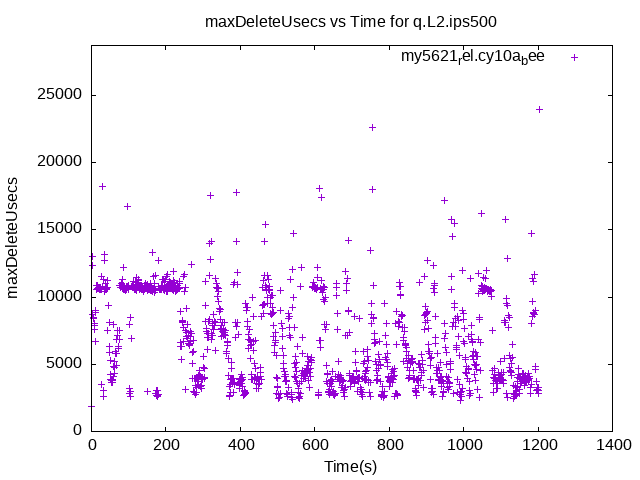 maxDeleteUsecs vs Time for q.L2.ips500
my5621rel.cy10abee
25000
20000
15000
10000
5000
0
maxDeleteUsecs
0 200 400 600 800 1000 1200 1400
Time(s)